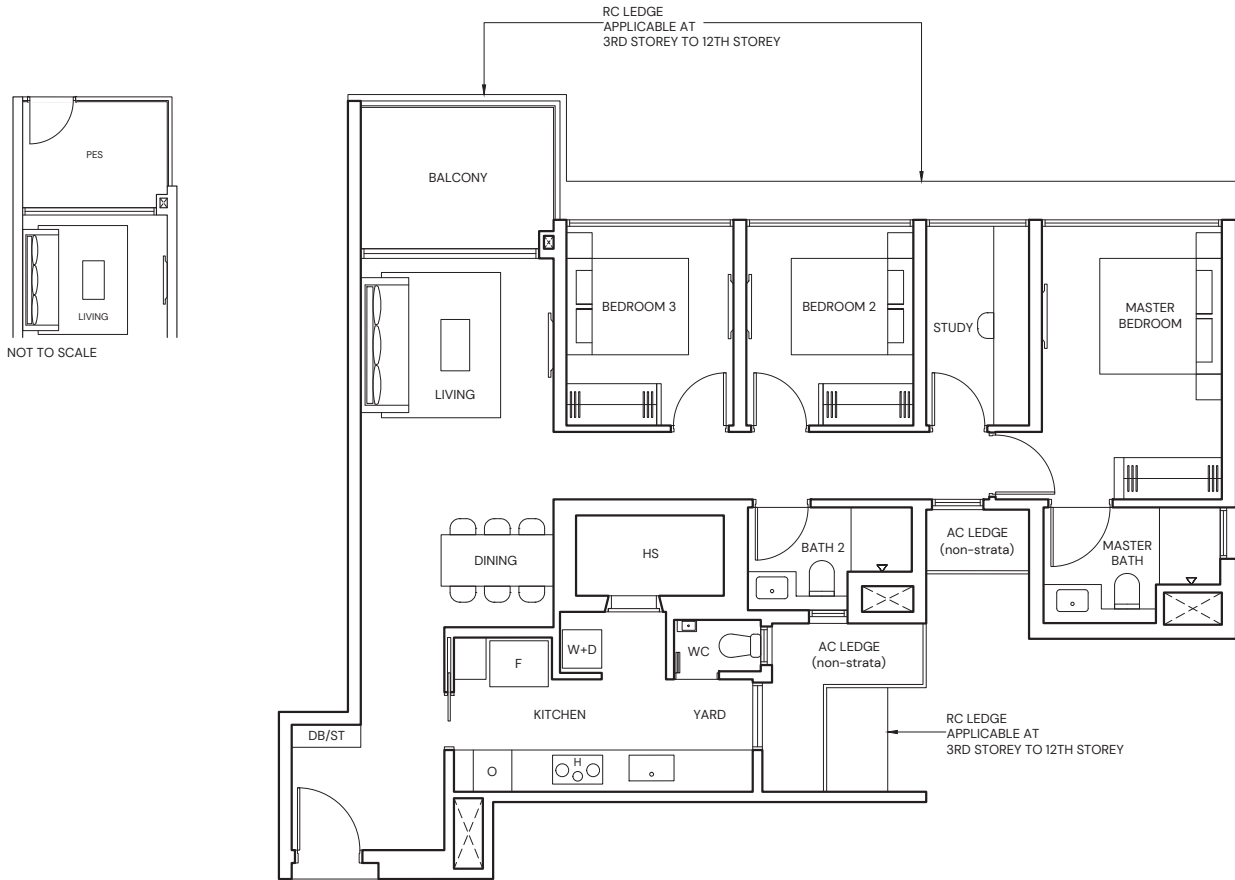 RC LEDGE
APPLICABLE AT
3RD STOREY TO 12TH STOREY
PES
LIVING
NOT TO SCALE
BALCONY
BEDROOM 3
BEDROOM 2
STUDY
MASTER
BEDROOM
LIVING
DINING
HS
BATH 2
AC LEDGE
(non-strata)
MASTER
BATH
W+D
F
WC
AC LEDGE
(non-strata)
KITCHEN
YARD
DB/ST
O
H
RC LEDGE
APPLICABLE AT
3RD STOREY TO 12TH STOREY